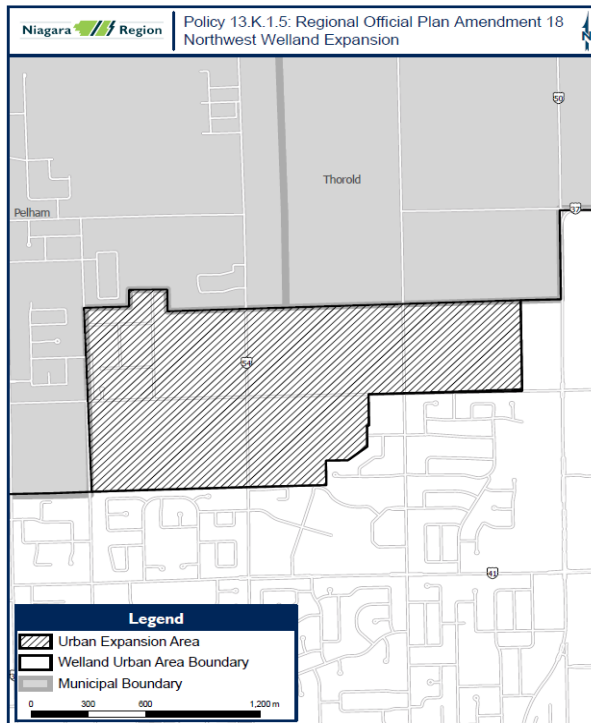 Niagara Region
Policy 13.K.1.5: Regional Official Plan Amendment 18
Northwest Welland Expansion
N
50
Thorold
37
Pelham
54
41
Legend
Urban Expansion Area
Welland Urban Area Boundary
Municipal Boundary
0 300 600 1,200 m